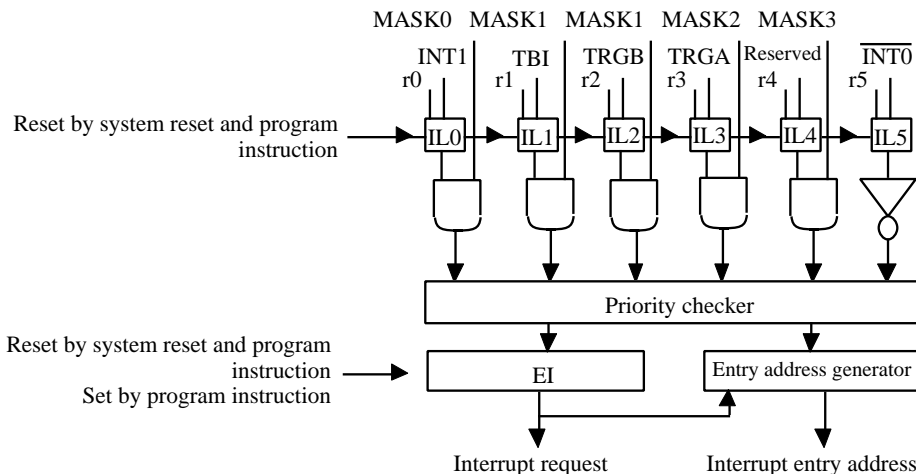 MASK0 MASK1 MASK1 MASK2 MASK3
INT1 TBI TRGB TRGA Reserved INT0
r0 r1 r2 r3 r4 r5
Reset by system reset and program
instruction
IL0 IL1 IL2 IL3 IL4 IL5
Priority checker
Reset by system reset and program
instruction
Set by program instruction
EI
Entry address generator
Interrupt request
Interrupt entry address